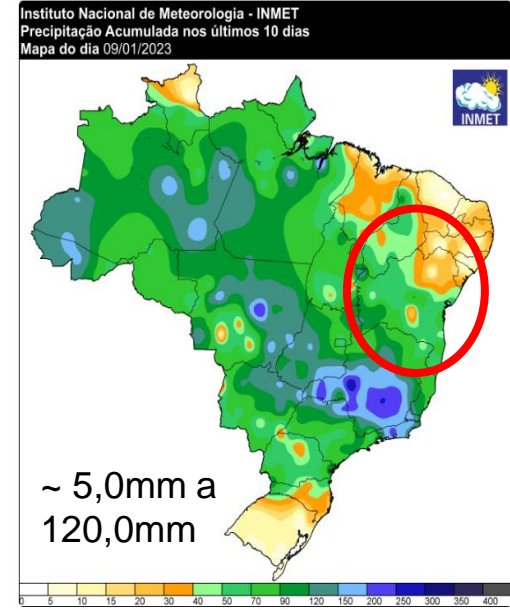 Instituto Nacional de Meteorologia - INMET
Precipitação Acumulada nos últimos 10 dias
Mapa do dia 09/01/2023
INMET
~ 5,0mm a
120,0mm
0 5 10 15 20 30 40 50 70 90 120 150 200 250 300 350 400